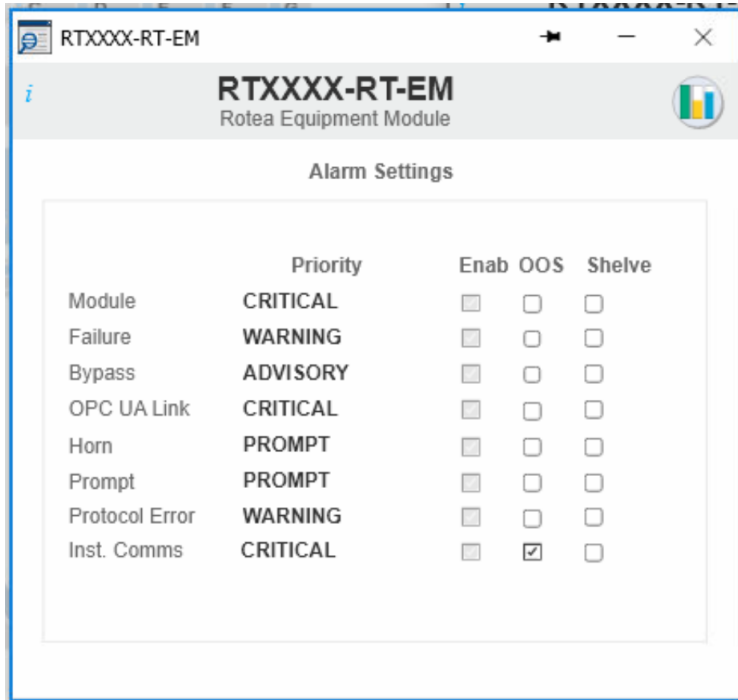 RTXXXX-RT-EM
i
RTXXXX-RT-EM
Rotea Equipment Module
Alarm Settings
Priority Enab OOS Shelve
Module CRITICAL
Failure WARNING
Bypass ADVISORY
OPC UA Link CRITICAL
Horn PROMPT
Prompt PROMPT
Protocol Error WARNING
Inst. Comms CRITICAL